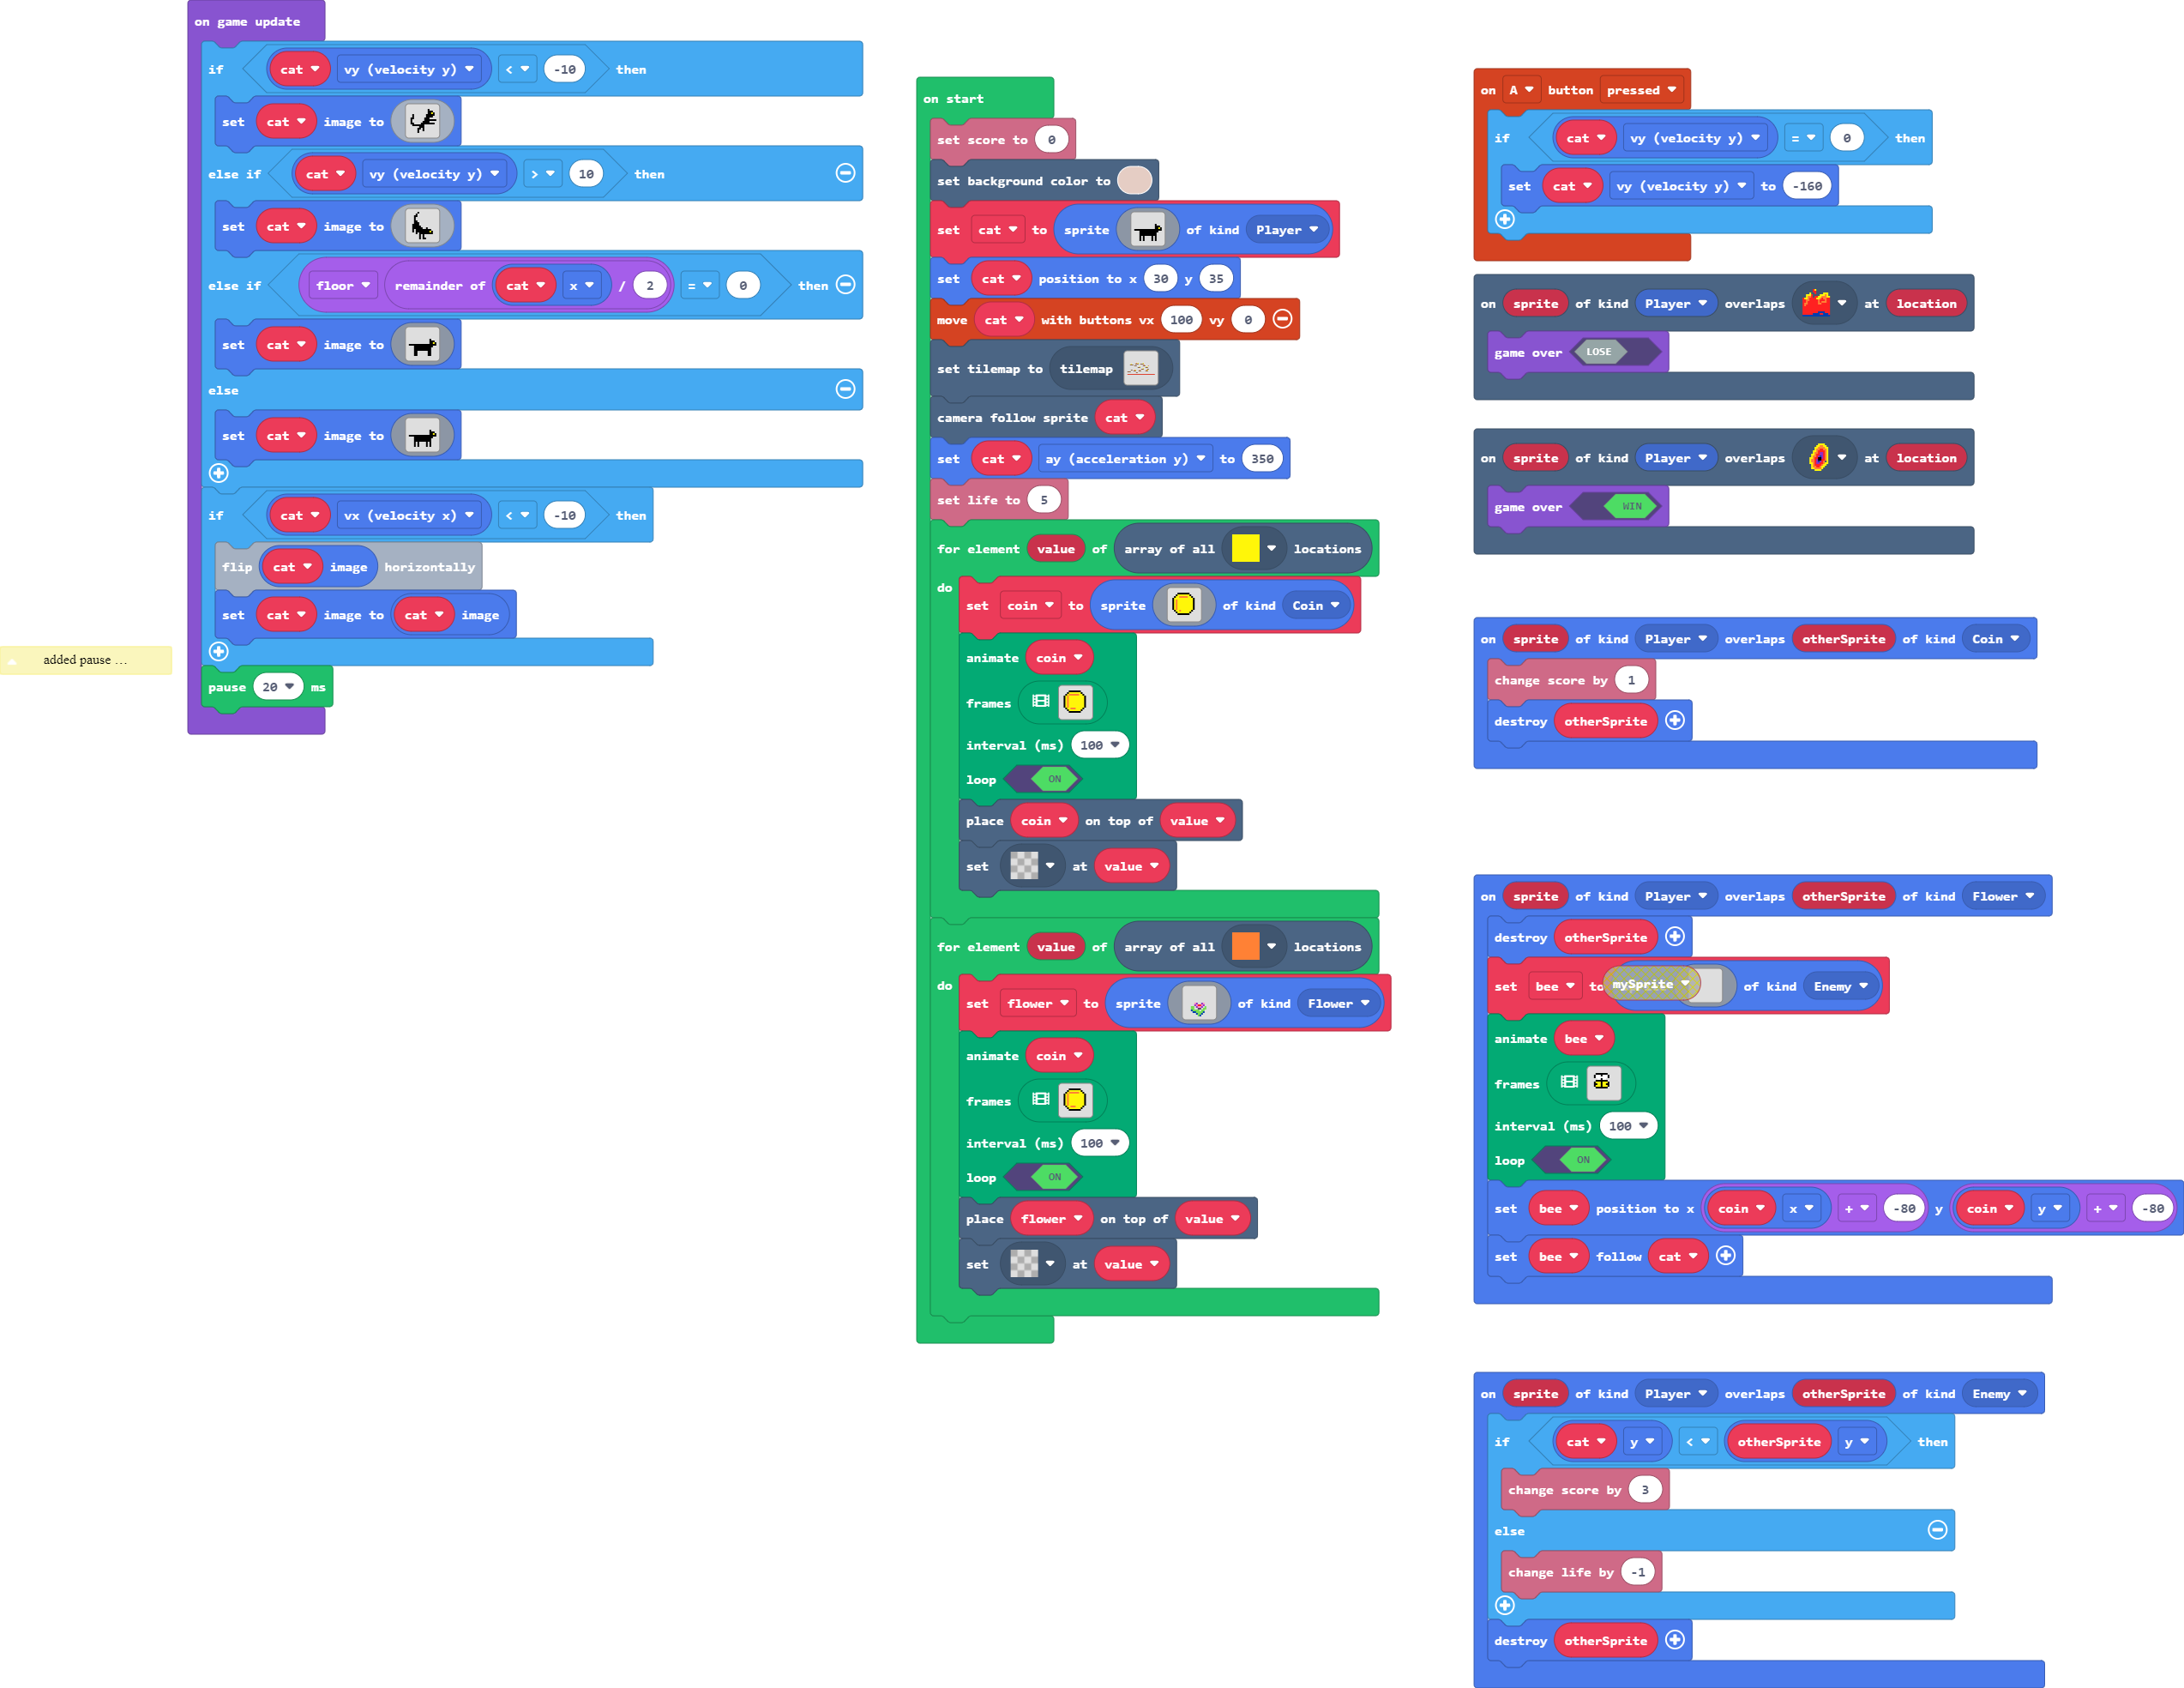 on game update
if cat vy (velocity y) < -10 then
set cat image to
else if cat vy (velocity y) > 10 then
set cat image to
else if floor remainder of cat x / 2 = 0 then
set cat image to
else
set cat image to
if cat vx (velocity x) < -10 then
flip cat image horizontally
set cat image to cat image
added pause ...
pause 20 ms
on start
set score to 0
set background color to
set cat to sprite of kind Player
set cat position to x 30 y 35
move cat with buttons vx 100 vy 0
set tilemap to tilemap
camera follow sprite cat
set cat ay (acceleration y) to 350
set life to 5
for element value of array of all locations
do
set coin to sprite of kind Coin
animate coin
frames
interval (ms) 100
loop ON
place coin on top of value
set at value
for element value of array of all locations
do
set flower to sprite of kind Flower
animate coin
frames
interval (ms) 100
loop ON
place flower on top of value
set at value
on A button pressed
if cat vy (velocity y) = 0 then
set cat vy (velocity y) to -160
on sprite of kind Player overlaps at location
game over LOSE
on sprite of kind Player overlaps at location
game over WIN
on sprite of kind Player overlaps otherSprite of kind Coin
change score by 1
destroy otherSprite
on sprite of kind Player overlaps otherSprite of kind Flower
destroy otherSprite
set bee to mySprite of kind Enemy
animate bee
frames
interval (ms) 100
loop ON
set bee position to x coin x + -80 y coin y + -80
set bee follow cat
on sprite of kind Player overlaps otherSprite of kind Enemy
if cat y < otherSprite y then
change score by 3
else
change life by -1
destroy otherSprite